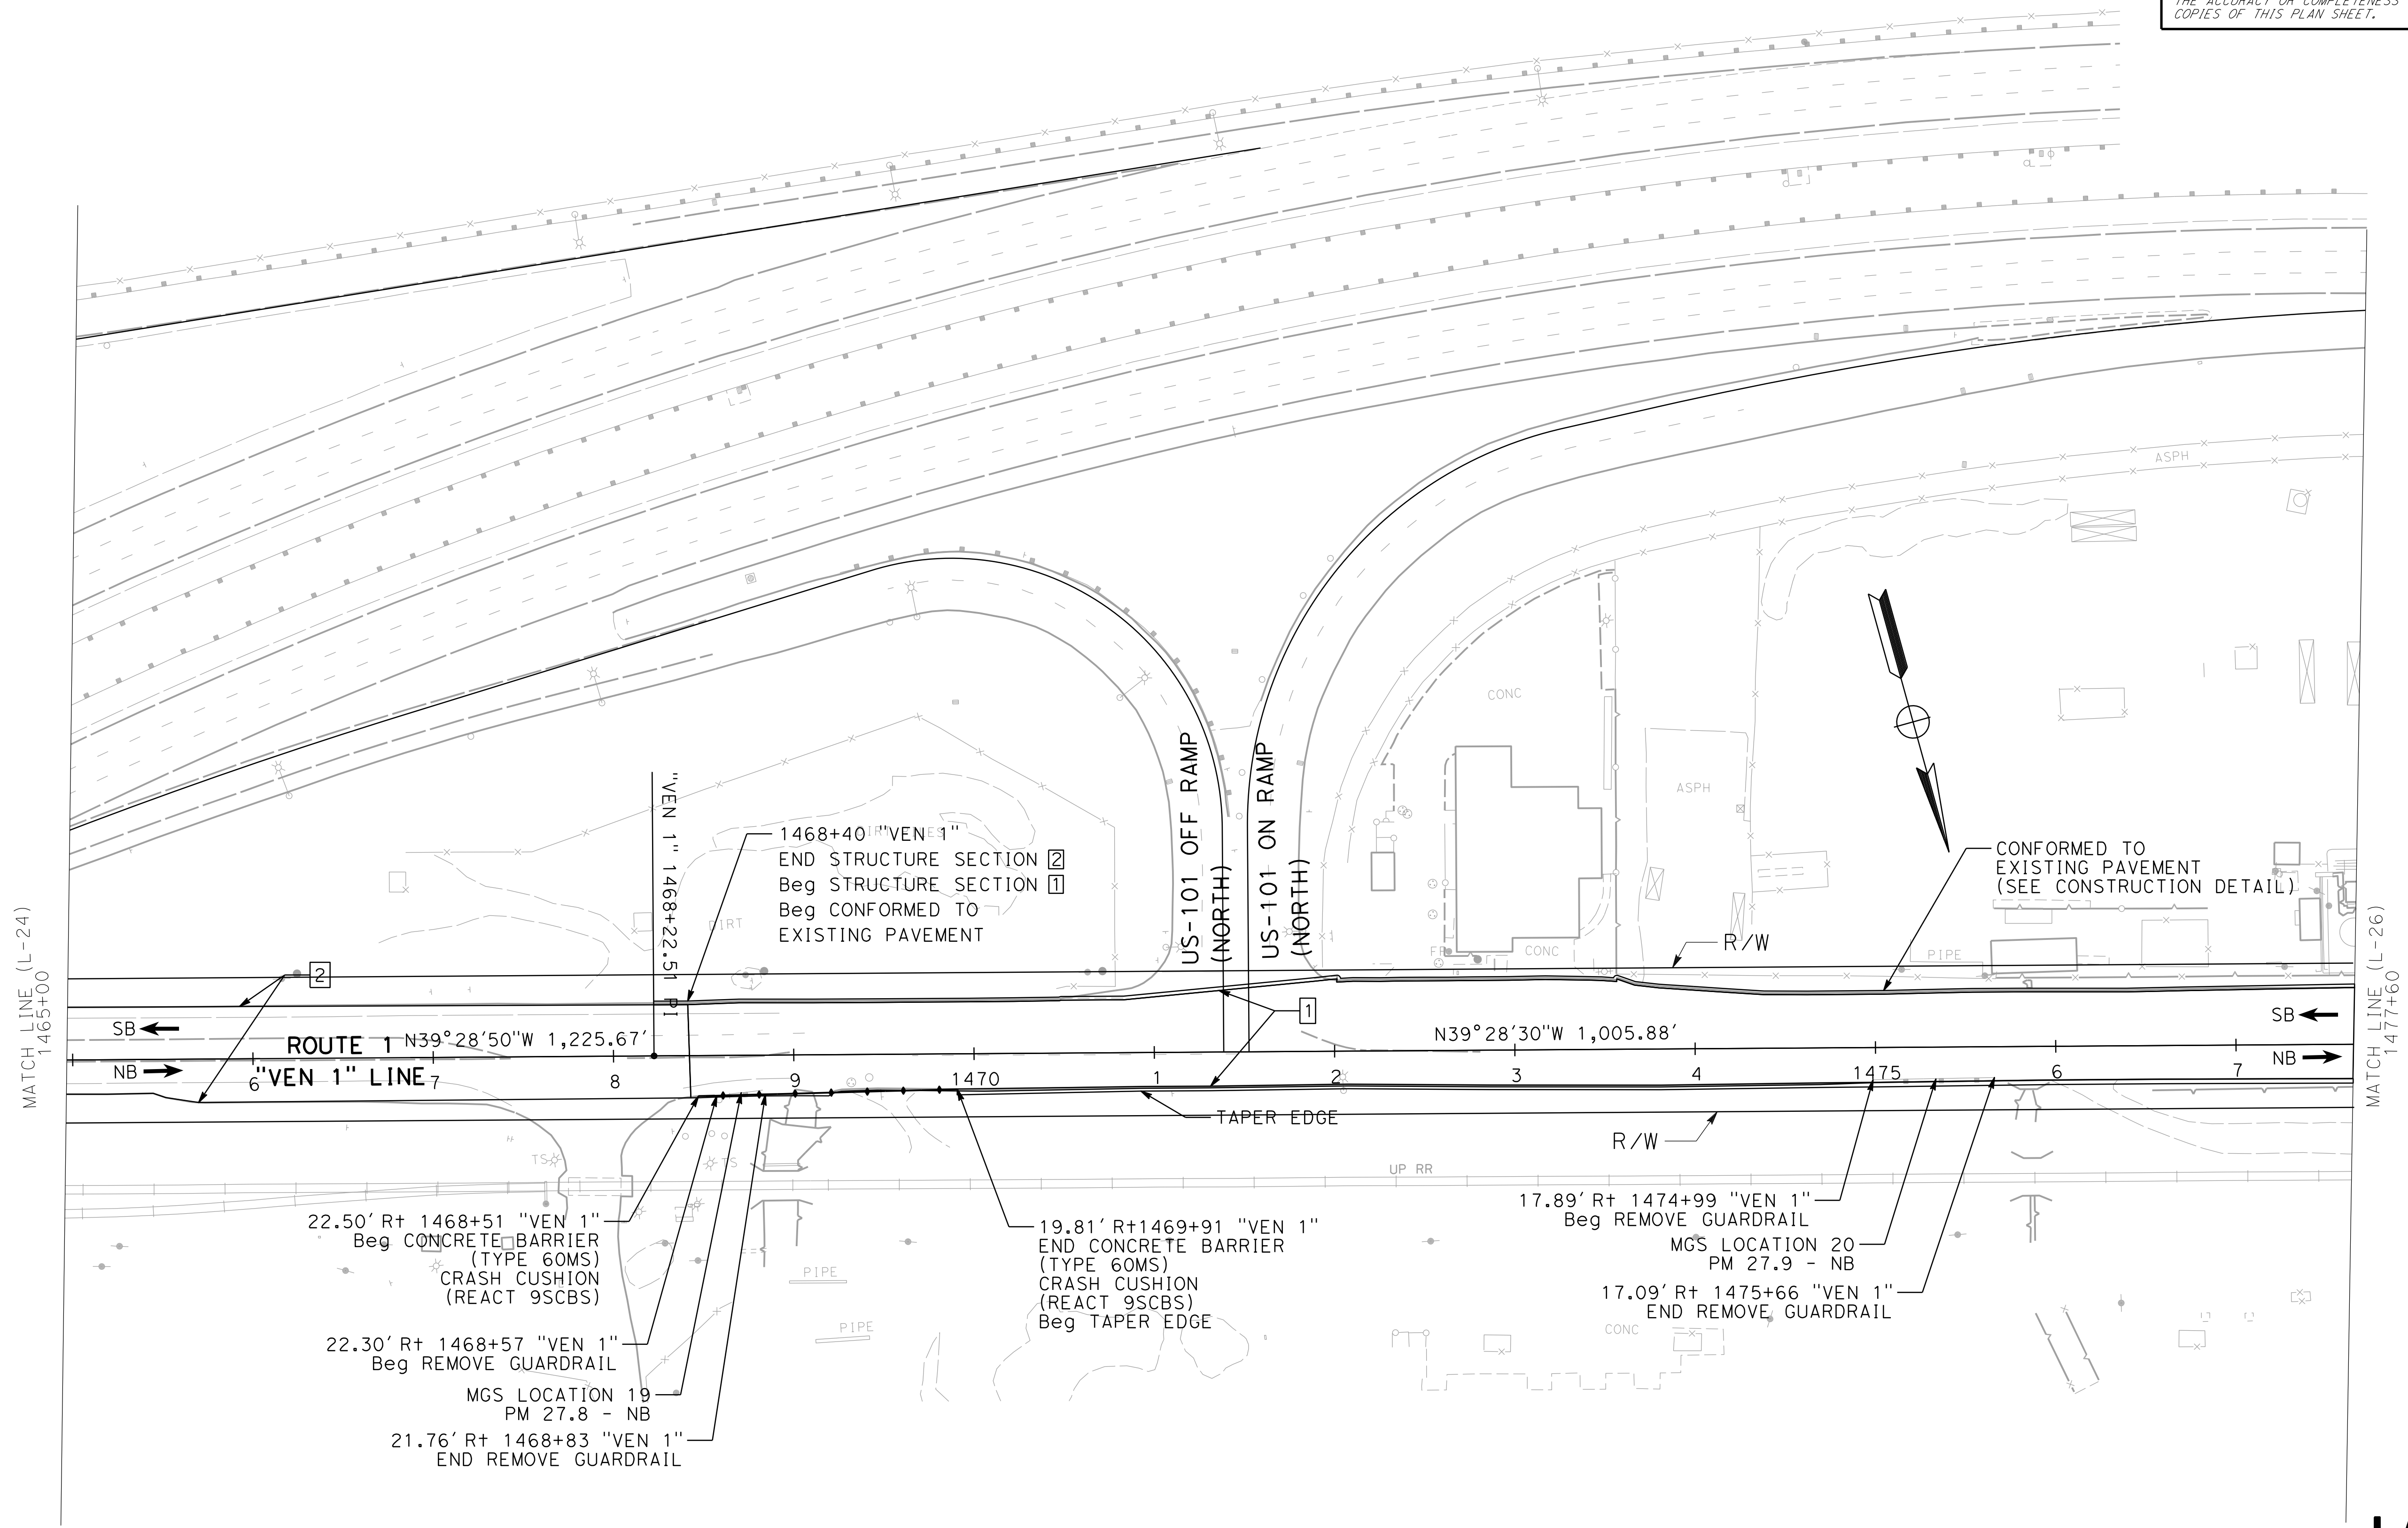 COPIES OF THIS PLAN SHEET.
ASPH
CONC
ASPH
"VEN 1" 1468+22.51 PI
1468+40 "VEN 1"
END STRUCTURE SECTION 2
Beg STRUCTURE SECTION 1
Beg CONFORMED TO
EXISTING PAVEMENT
DIRT
US-101 OFF RAMP
(NORTH)
US-101 ON RAMP
(NORTH)
CONFORMED TO
EXISTING PAVEMENT
(SEE CONSTRUCTION DETAIL)
MATCH LINE (L-24)
1465+00
MATCH LINE (L-26)
1477+60
R/W
CONC
PIPE
2
1
SB
SB
ROUTE 1
N39°28'50"W 1,225.67'
N39°28'30"W 1,005.88'
NB
NB
"VEN 1" LINE
6 7 8 9 1470 1 2 3 4 1475 6 7
TAPER EDGE
R/W
TS
TS
UP RR
22.50' Rt 1468+51 "VEN 1"
Beg CONCRETE BARRIER
(TYPE 60MS)
CRASH CUSHION
(REACT 9SCBS)
22.30' Rt 1468+57 "VEN 1"
Beg REMOVE GUARDRAIL
MGS LOCATION 19
PM 27.8 - NB
21.76' Rt 1468+83 "VEN 1"
END REMOVE GUARDRAIL
PIPE
PIPE
19.81' Rt1469+91 "VEN 1"
END CONCRETE BARRIER
(TYPE 60MS)
CRASH CUSHION
(REACT 9SCBS)
Beg TAPER EDGE
17.89' Rt 1474+99 "VEN 1"
Beg REMOVE GUARDRAIL
MGS LOCATION 20
PM 27.9 - NB
17.09' Rt 1475+66 "VEN 1"
END REMOVE GUARDRAIL
CONC